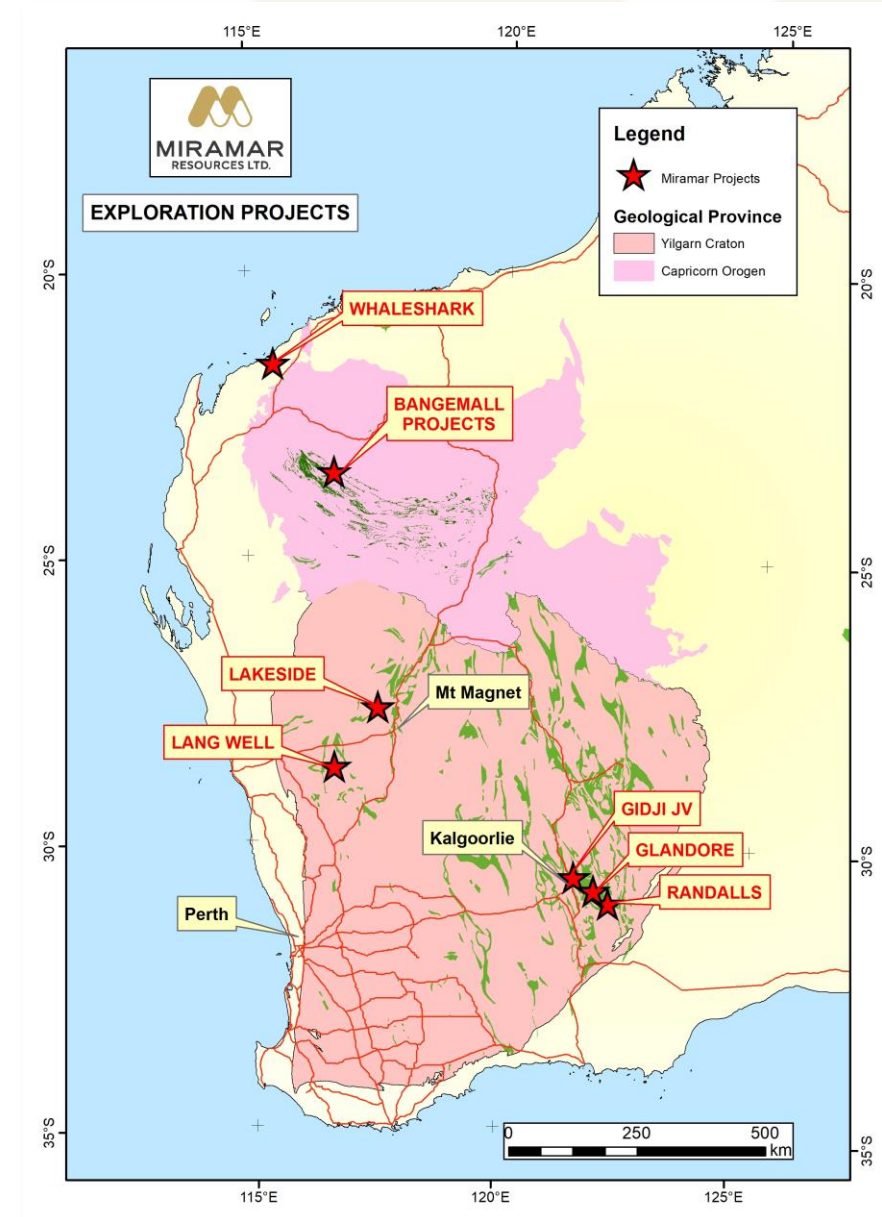 115°E
120°E
125°E
MIRAMAR
RESOURCES LTD.
EXPLORATION PROJECTS
Legend
Miramar Projects
Geological Province
Yilgarn Craton
Capricorn Orogen
20°S
20°S
WHALESHARK
BANGEMALL
PROJECTS
25°S
25°S
LAKESIDE
Mt Magnet
LANG WELL
GIDJI JV
Kalgoorlie
GLANDORE
30°S
30°S
RANDALLS
Perth
0
250
500
km
35°S
35°S
115°E
120°E
125°E